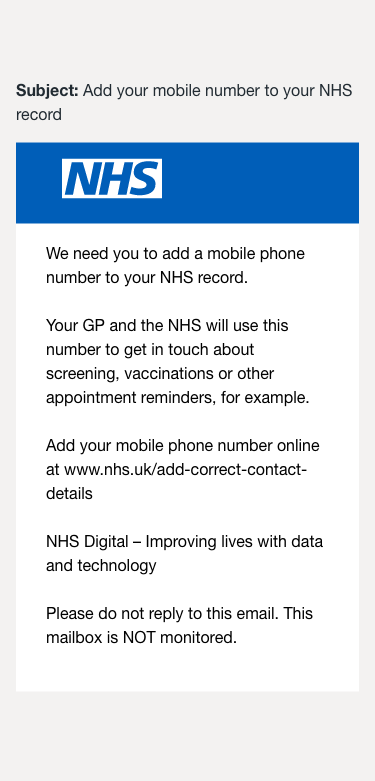 Subject: Add your mobile number to your NHS
record
NHS
We need you to add a mobile phone
number to your NHS record.
Your GP and the NHS will use this
number to get in touch about
screening, vaccinations or other
appointment reminders, for example.
Add your mobile phone number online
at www.nhs.uk/add-correct-contact-
details
NHS Digital – Improving lives with data
and technology
Please do not reply to this email. This
mailbox is NOT monitored.